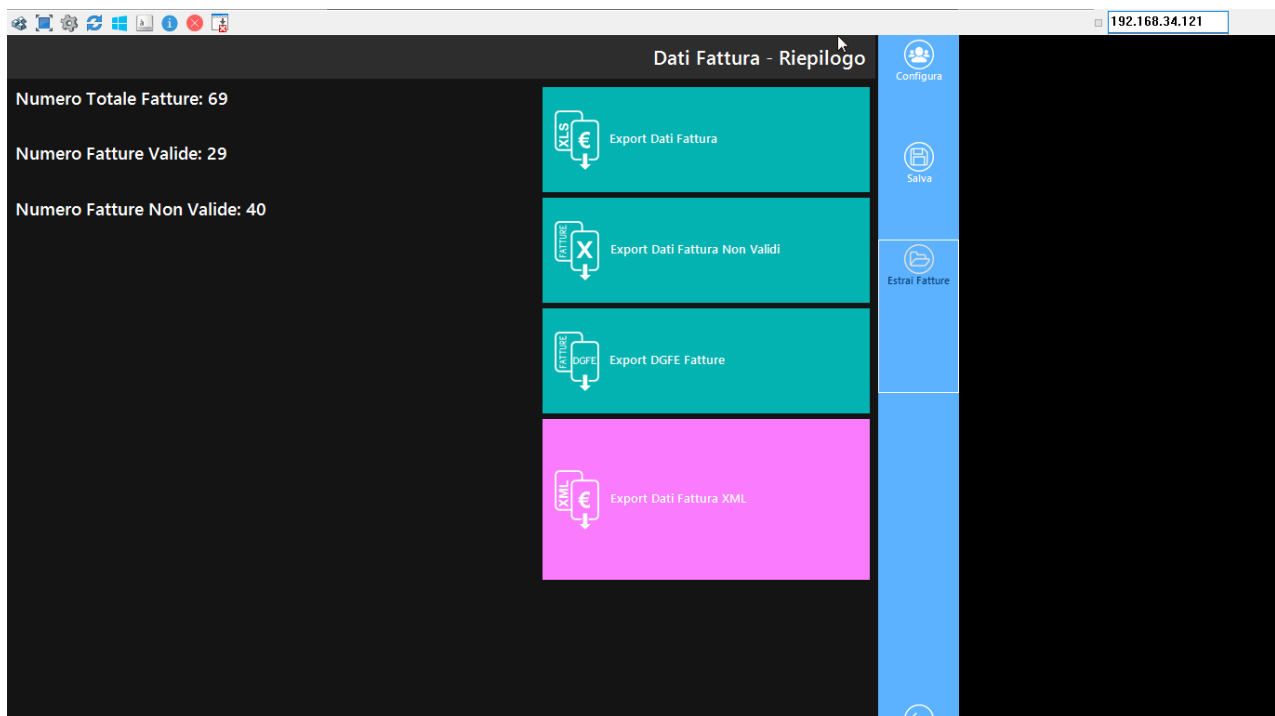 192.168.34.121
Dati Fattura - Riepilogo
Configura
Numero Totale Fatture: 69
Numero Fatture Valide: 29
Numero Fatture Non Valide: 40
XLS
€
Export Dati Fattura
FATTURE
X
Export Dati Fattura Non Validi
FATTURE
DGFE
Export DGFE Fatture
XML
€
Export Dati Fattura XML
Salva
Estrai Fatture